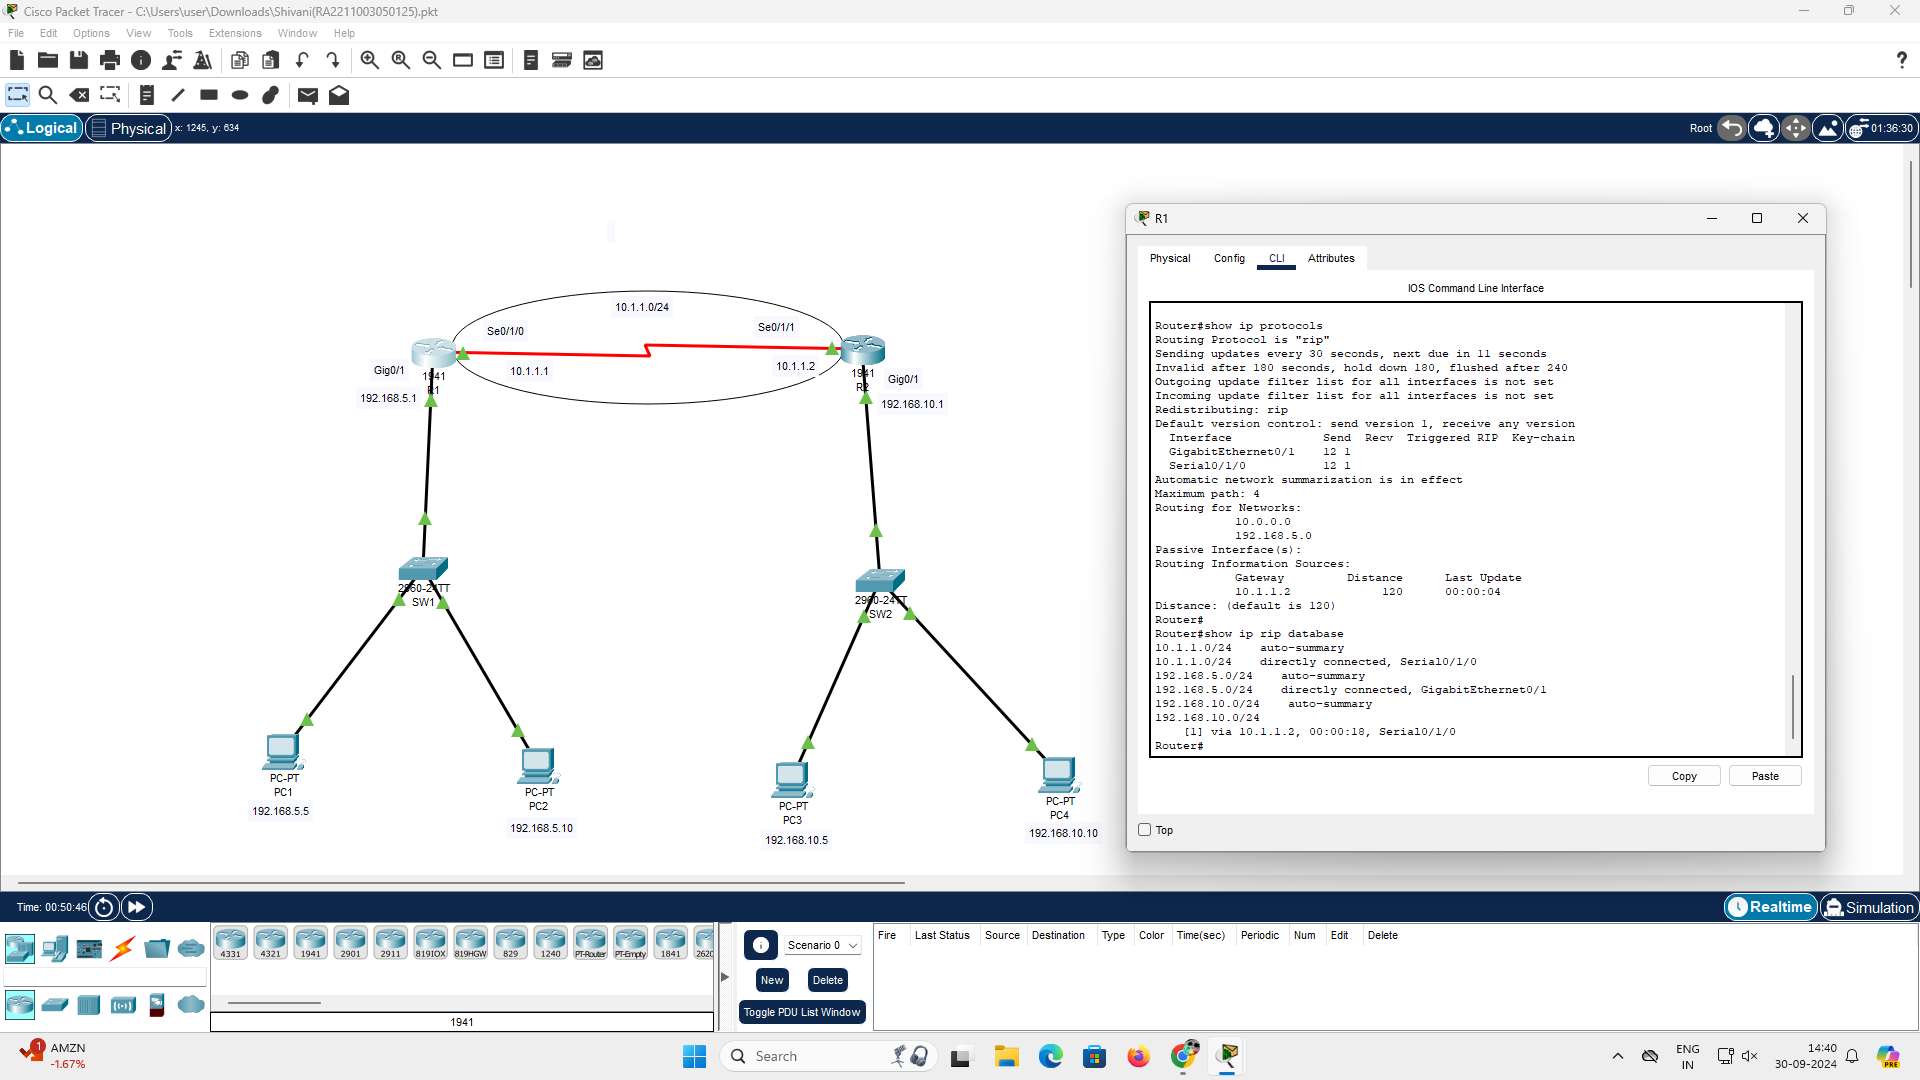 Cisco Packet Tracer - C:\Users\user\Downloads\Shivani(RA2211003050125).pkt
File Edit Options View Tools Extensions Window Help
Logical Physical x: 1245, y: 634 Root 01:36:30
10.1.1.0/24
Se0/1/0 Se0/1/1
10.1.1.1 10.1.1.2
Gig0/1 1941 1941 Gig0/1
R1 R2
192.168.5.1 192.168.10.1
2960-24TT
SW1
2960-24TT
SW2
PC-PT
PC1
192.168.5.5
PC-PT
PC2
192.168.5.10
PC-PT
PC3
192.168.10.5
PC-PT
PC4
192.168.10.10
R1
Physical Config CLI Attributes
IOS Command Line Interface
Router#show ip protocols
Routing Protocol is "rip"
Sending updates every 30 seconds, next due in 11 seconds
Invalid after 180 seconds, hold down 180, flushed after 240
Outgoing update filter list for all interfaces is not set
Incoming update filter list for all interfaces is not set
Redistributing: rip
Default version control: send version 1, receive any version
Interface Send Recv Triggered RIP Key-chain
GigabitEthernet0/1 12 1
Serial0/1/0 12 1
Automatic network summarization is in effect
Maximum path: 4
Routing for Networks:
10.0.0.0
192.168.5.0
Passive Interface(s):
Routing Information Sources:
Gateway Distance Last Update
10.1.1.2 120 00:00:04
Distance: (default is 120)
Router#
Router#show ip rip database
10.1.1.0/24 auto-summary
10.1.1.0/24 directly connected, Serial0/1/0
192.168.5.0/24 auto-summary
192.168.5.0/24 directly connected, GigabitEthernet0/1
192.168.10.0/24 auto-summary
192.168.10.0/24
[1] via 10.1.1.2, 00:00:18, Serial0/1/0
Router#
Copy Paste
Top
Time: 00:50:46 Realtime Simulation
4331 4321 1941 2901 2911 819IOX 819HGW 829 1240 PT-Router PT-Empty 1841 2620
1941
Scenario 0
New Delete
Toggle PDU List Window
Fire Last Status Source Destination Type Color Time(sec) Periodic Num Edit Delete
1 AMZN
-1.67%
Search
ENG
IN
14:40
30-09-2024
PRE